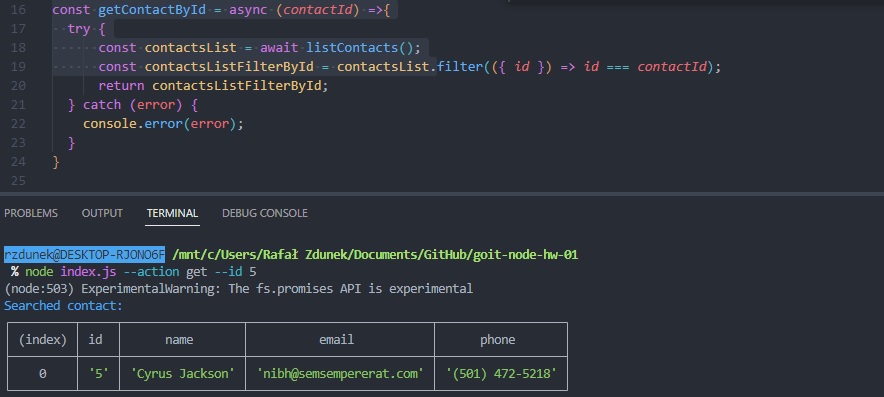 16 const getContactById = async (contactId) =>{
17 try {
18 const contactsList = await listContacts();
19 const contactsListFilterById = contactsList.filter(({ id }) => id === contactId);
20 return contactsListFilterById;
21 } catch (error) {
22 console.error(error);
23 }
24 }
25
PROBLEMS OUTPUT TERMINAL DEBUG CONSOLE
rzdunek@DESKTOP-RJONO6F /mnt/c/Users/Rafał Zdunek/Documents/GitHub/goit-node-hw-01
% node index.js --action get --id 5
(node:503) ExperimentalWarning: The fs.promises API is experimental
Searched contact:
(index) id name email phone
0 '5' 'Cyrus Jackson' 'nibh@semsempererat.com' '(501) 472-5218'